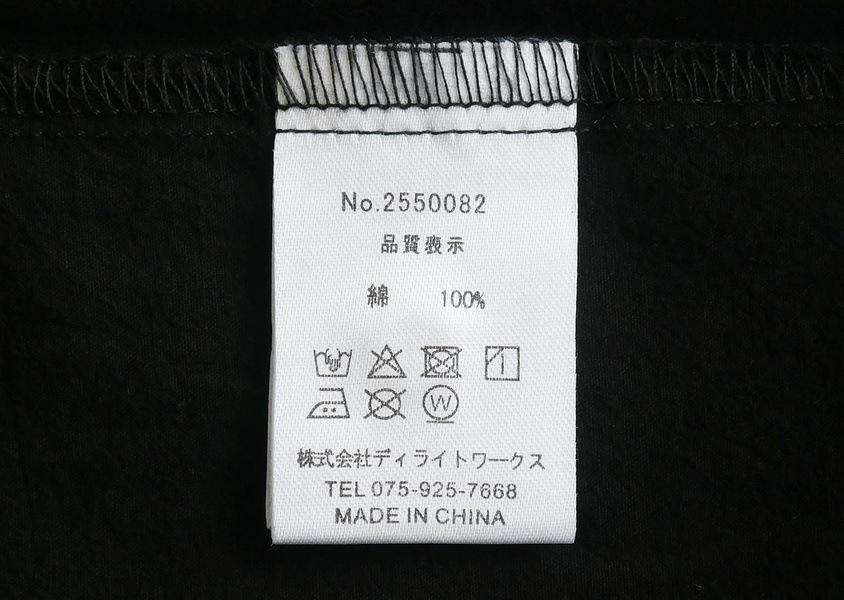 No.2550082
品質表示
綿 100%
W
株式会社ディライトワークス
TEL 075-925-7668
MADE IN CHINA